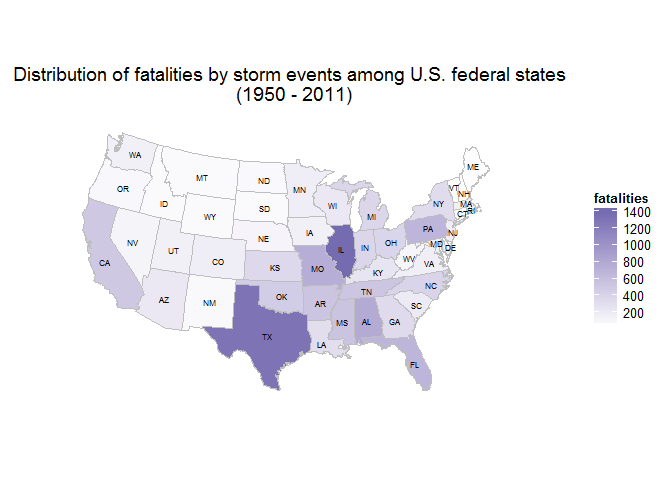 Distribution of fatalities by storm events among U.S. federal states
(1950 - 2011)
WA
MT
ND
MN
ME
VT
NH
OR
ID
SD
WI
MI
NY
MA
CT RI
WY
IA
PA
NJ
NE
IL
IN
OH
MD
DE
NV
UT
CO
KS
MO
KY
WV
VA
CA
OK
AR
TN
NC
AZ
NM
SC
MS
AL
GA
TX
LA
FL
fatalities
1400
1200
1000
800
600
400
200